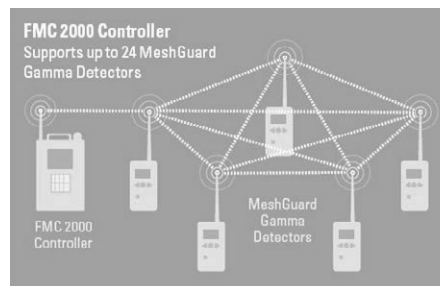 FMC 2000 Controller
Supports up to 24 MeshGuard
Gamma Detectors
FMC 2000
Controller
MeshGuard
Gamma
Detectors